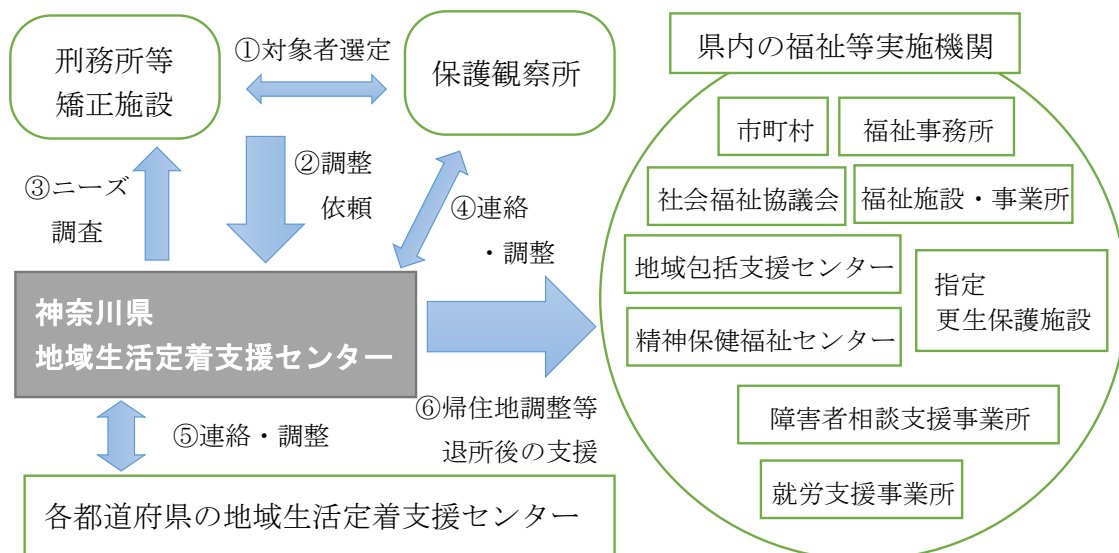 刑務所等
矯正施設
①対象者選定
保護観察所
③ニーズ
調査
②調整
依頼
④連絡
・調整
神奈川県
地域生活定着支援センター
⑤連絡・調整
⑥帰住地調整等
退所後の支援
各都道府県の地域生活定着支援センター
県内の福祉等実施機関
市町村
福祉事務所
社会福祉協議会
福祉施設・事業所
地域包括支援センター
指定
更生保護施設
精神保健福祉センター
障害者相談支援事業所
就労支援事業所